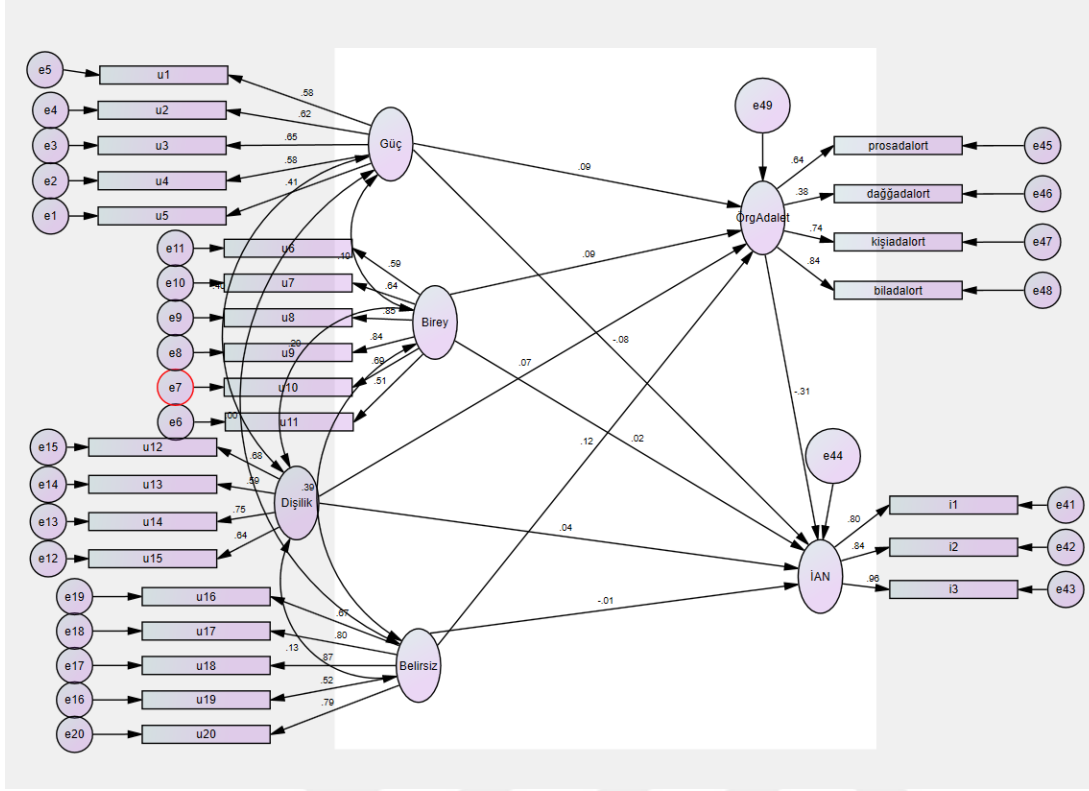 e5
u1
.58
e4
u2
.62
e3
u3
.65
e2
u4
.58
e1
u5
.41
Güç
e49
.09
prosadalort
e45
.64
dağğadalort
e46
.38
ÖrgAdalet
kişiadalort
e47
.74
biladalort
e48
.84
e11
u6
.59
.10
e10
u7
.64
.09
e9
u8
.85
Birey
e8
u9
.84
.20
e7
u10
.69
e6
u11
.51
.00
-.08
.07
-.31
.12
.02
e44
e15
u12
.68
e14
u13
.59
.39
e13
u14
.75
Dişilik
e12
u15
.64
.04
i1
e41
.80
i2
e42
.84
İAN
i3
e43
.96
e19
u16
.67
-.01
e18
u17
.80
.13
e17
u18
.87
Belirsiz
e16
u19
.52
e20
u20
.79